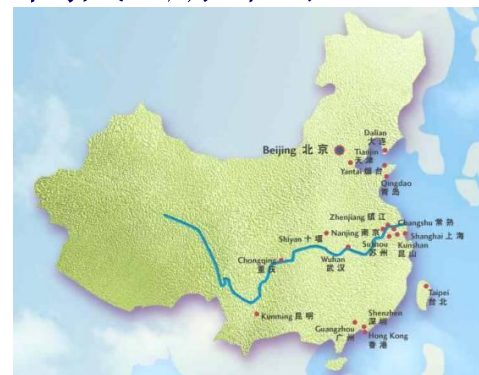 Dalian
大连
Beijing 北京
Tianjin
天津
Yantai 烟台
Qingdao
青岛
Zhenjiang 镇江
Changshu 常熟
Nanjing 南京
Shiyan 十堰
Shanghai 上海
Suzhou
苏州
Kunshan
昆山
Chongqing
重庆
Wuhan
武汉
Taipei
台北
Kunming 昆明
Shenzhen
深圳
Guangzhou
广州
Hong Kong
香港